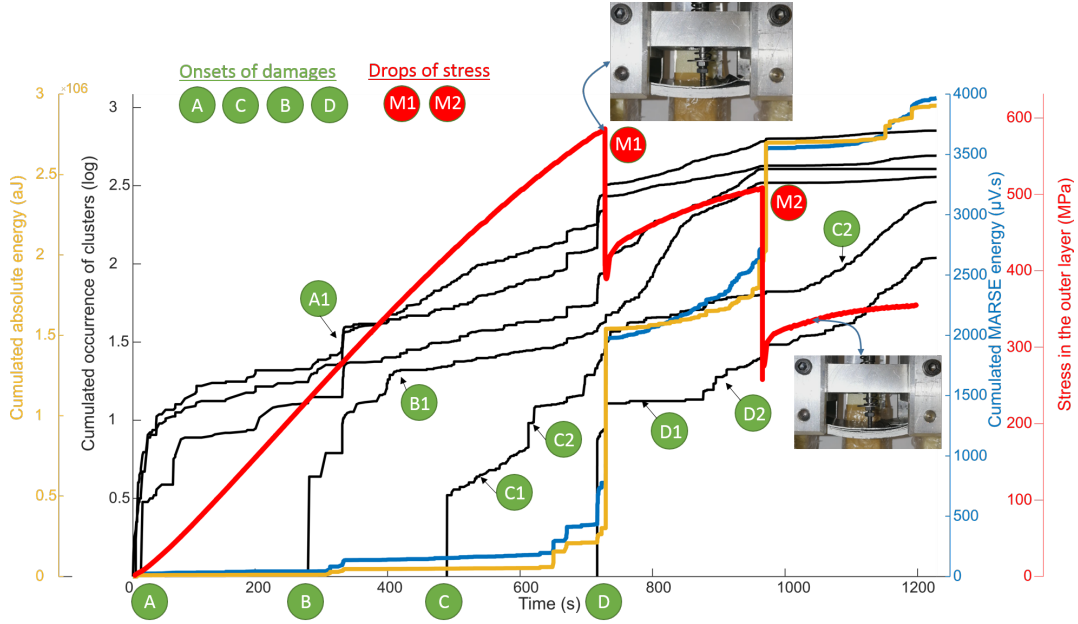 Onsets of damages
Drops of stress
A C B D
M1 M2
×10⁶
3
2.5
2
1.5
1
0.5
0
Cumulated absolute energy (aJ)
3
2.5
2
1.5
1
0.5
Cumulated occurrence of clusters (log)
4000
3500
3000
2500
2000
1500
1000
500
0
Cumulated MARSE energy (μV.s)
600
500
400
300
200
100
0
Stress in the outer layer (MPa)
M1
M2
C2
A1
B1
D2
D1
C2
C1
0 200 400 600 800 1000 1200
A B C D
Time (s)